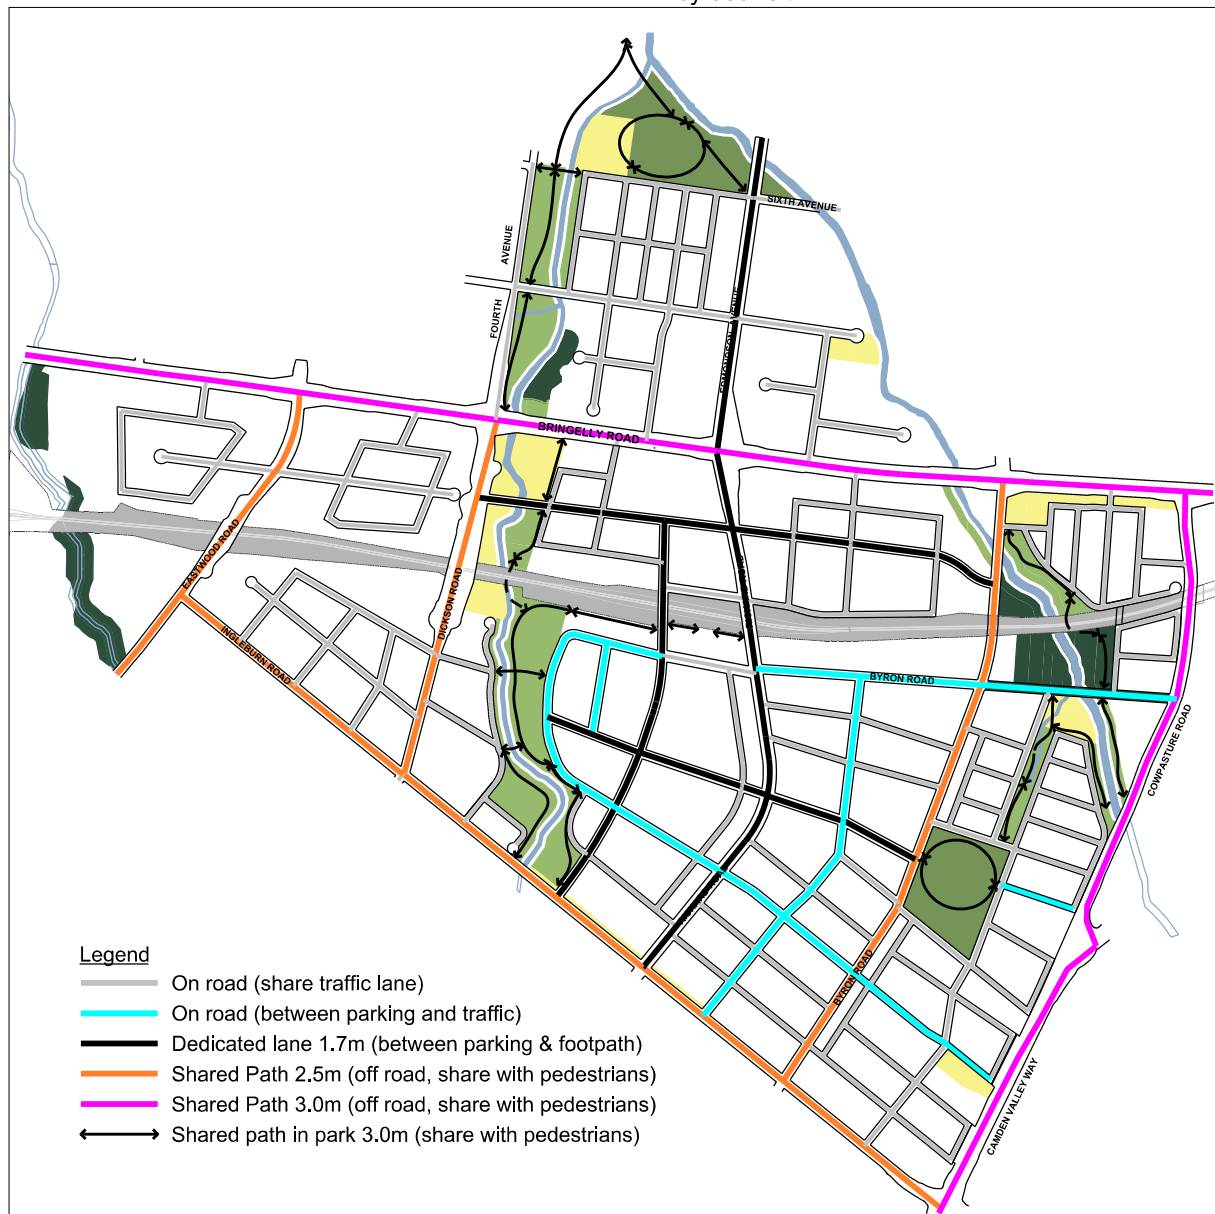 SIXTH AVENUE
AVENUE
FOURTH
EDMONDSON AVENUE
BRINGELLY ROAD
EASTWOOD ROAD
DICKSON ROAD
INGLEBURN ROAD
BYRON ROAD
COWPASTURE ROAD
BYRON ROAD
CAMDEN VALLEY WAY
Legend
On road (share traffic lane)
On road (between parking and traffic)
Dedicated lane 1.7m (between parking & footpath)
Shared Path 2.5m (off road, share with pedestrians)
Shared Path 3.0m (off road, share with pedestrians)
Shared path in park 3.0m (share with pedestrians)